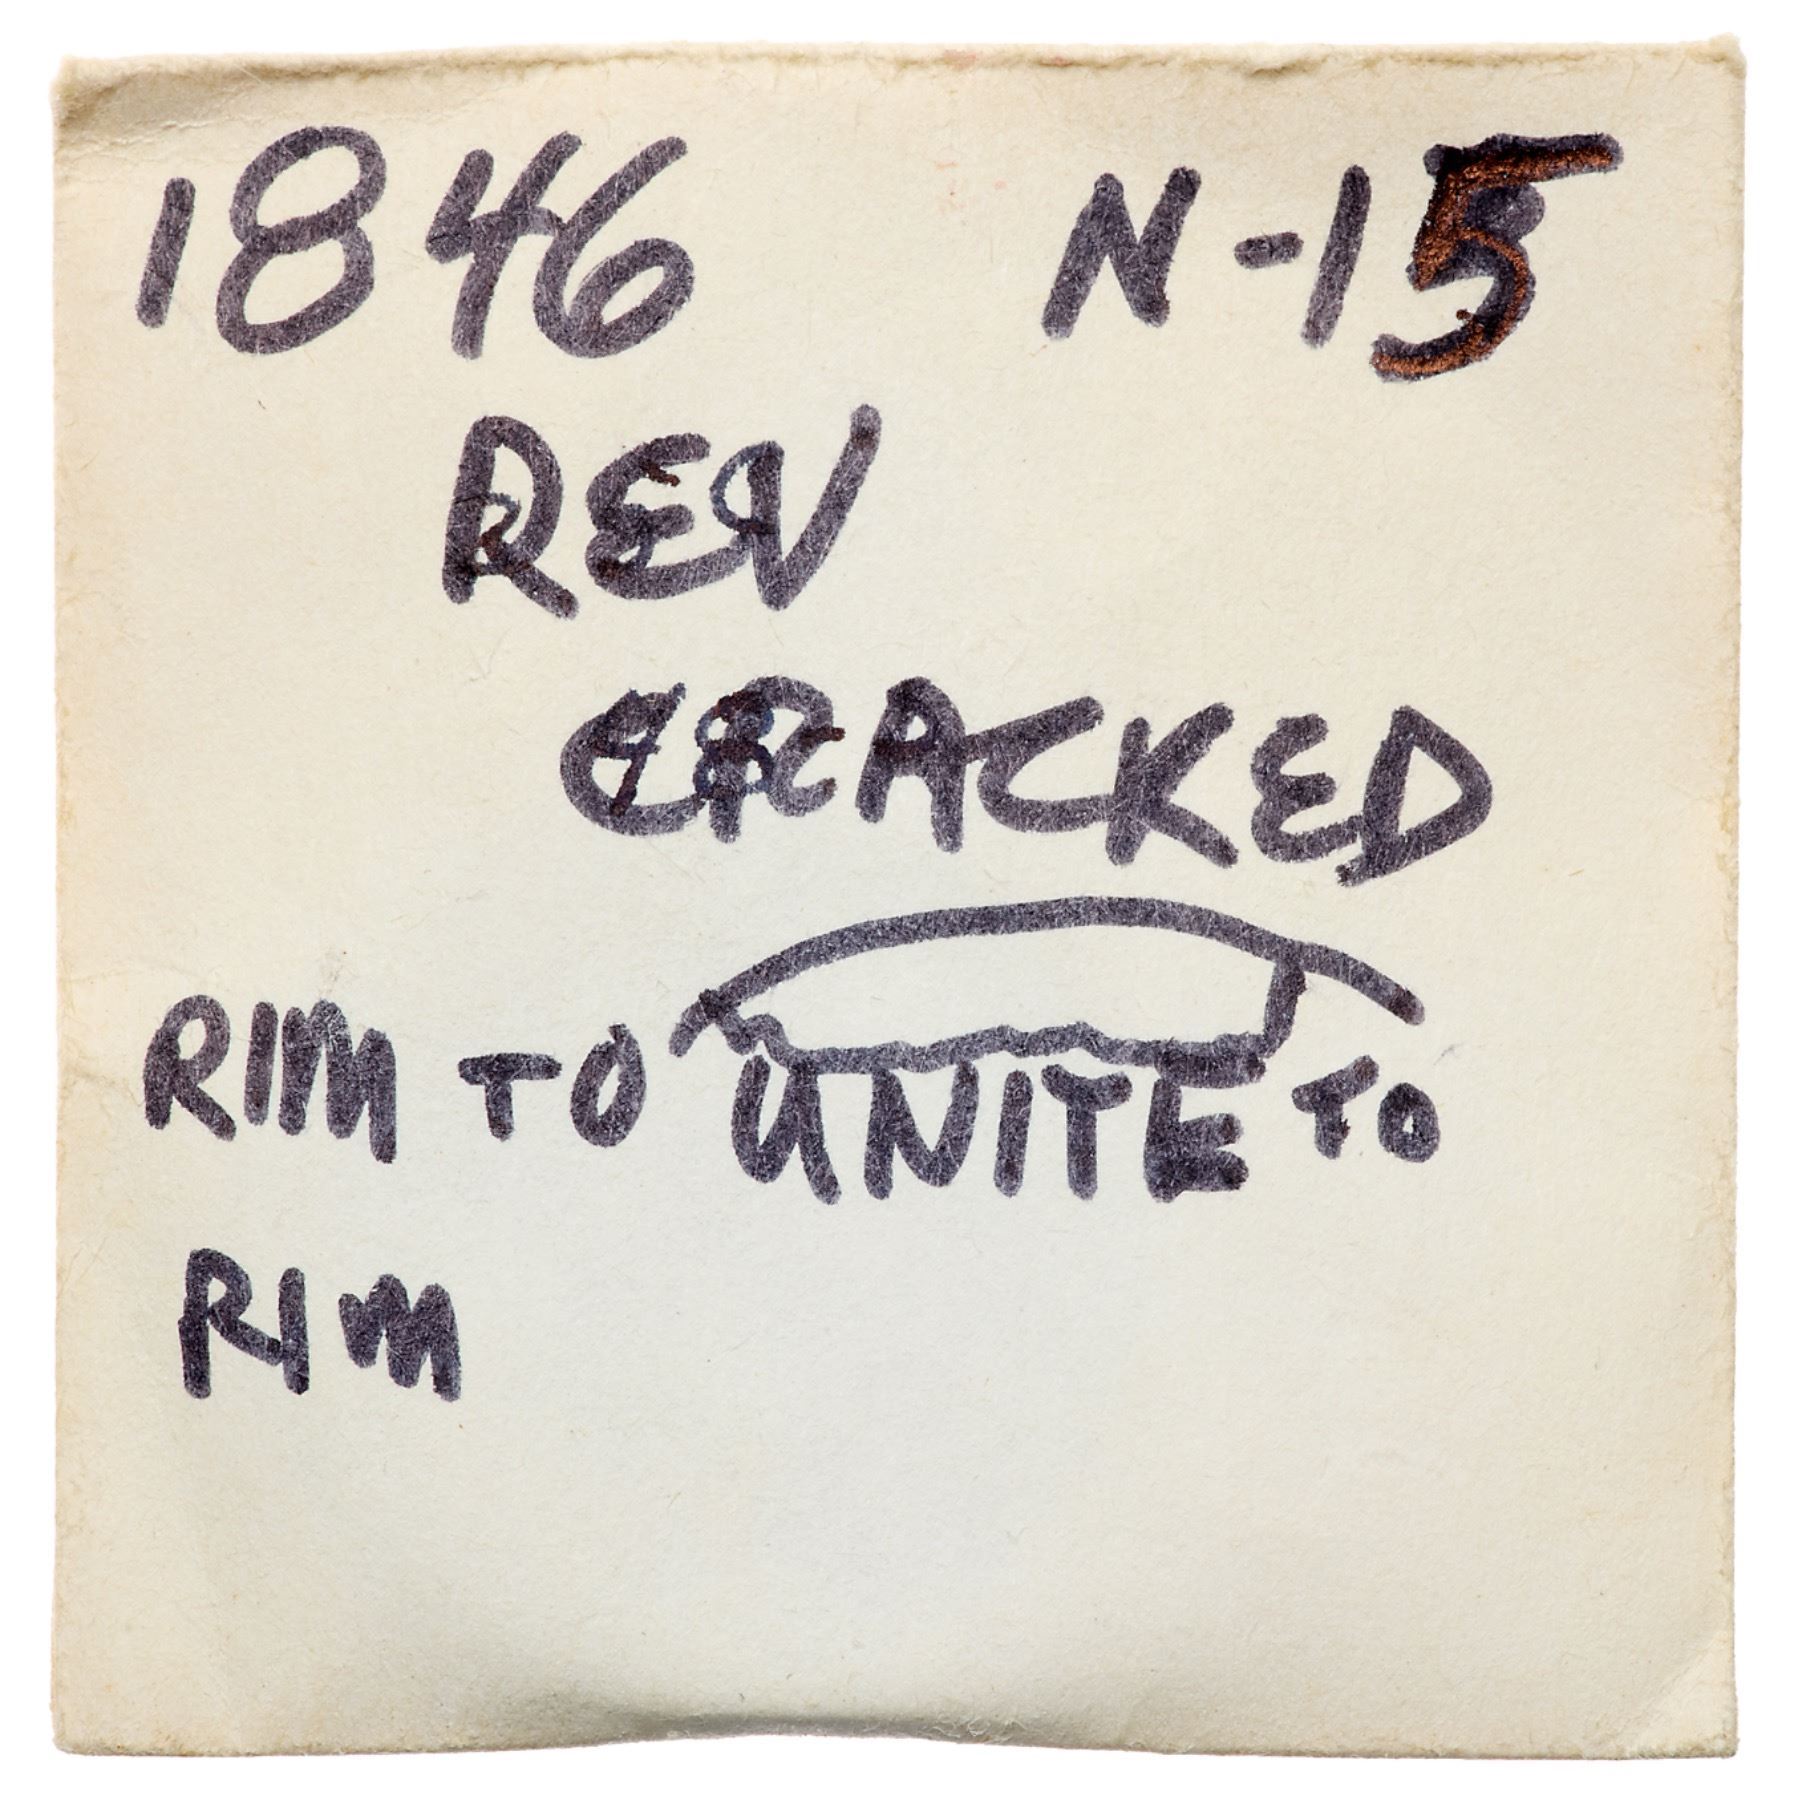 1846 N-15
REV
CRACKED
RIM TO UNITE TO
RIM